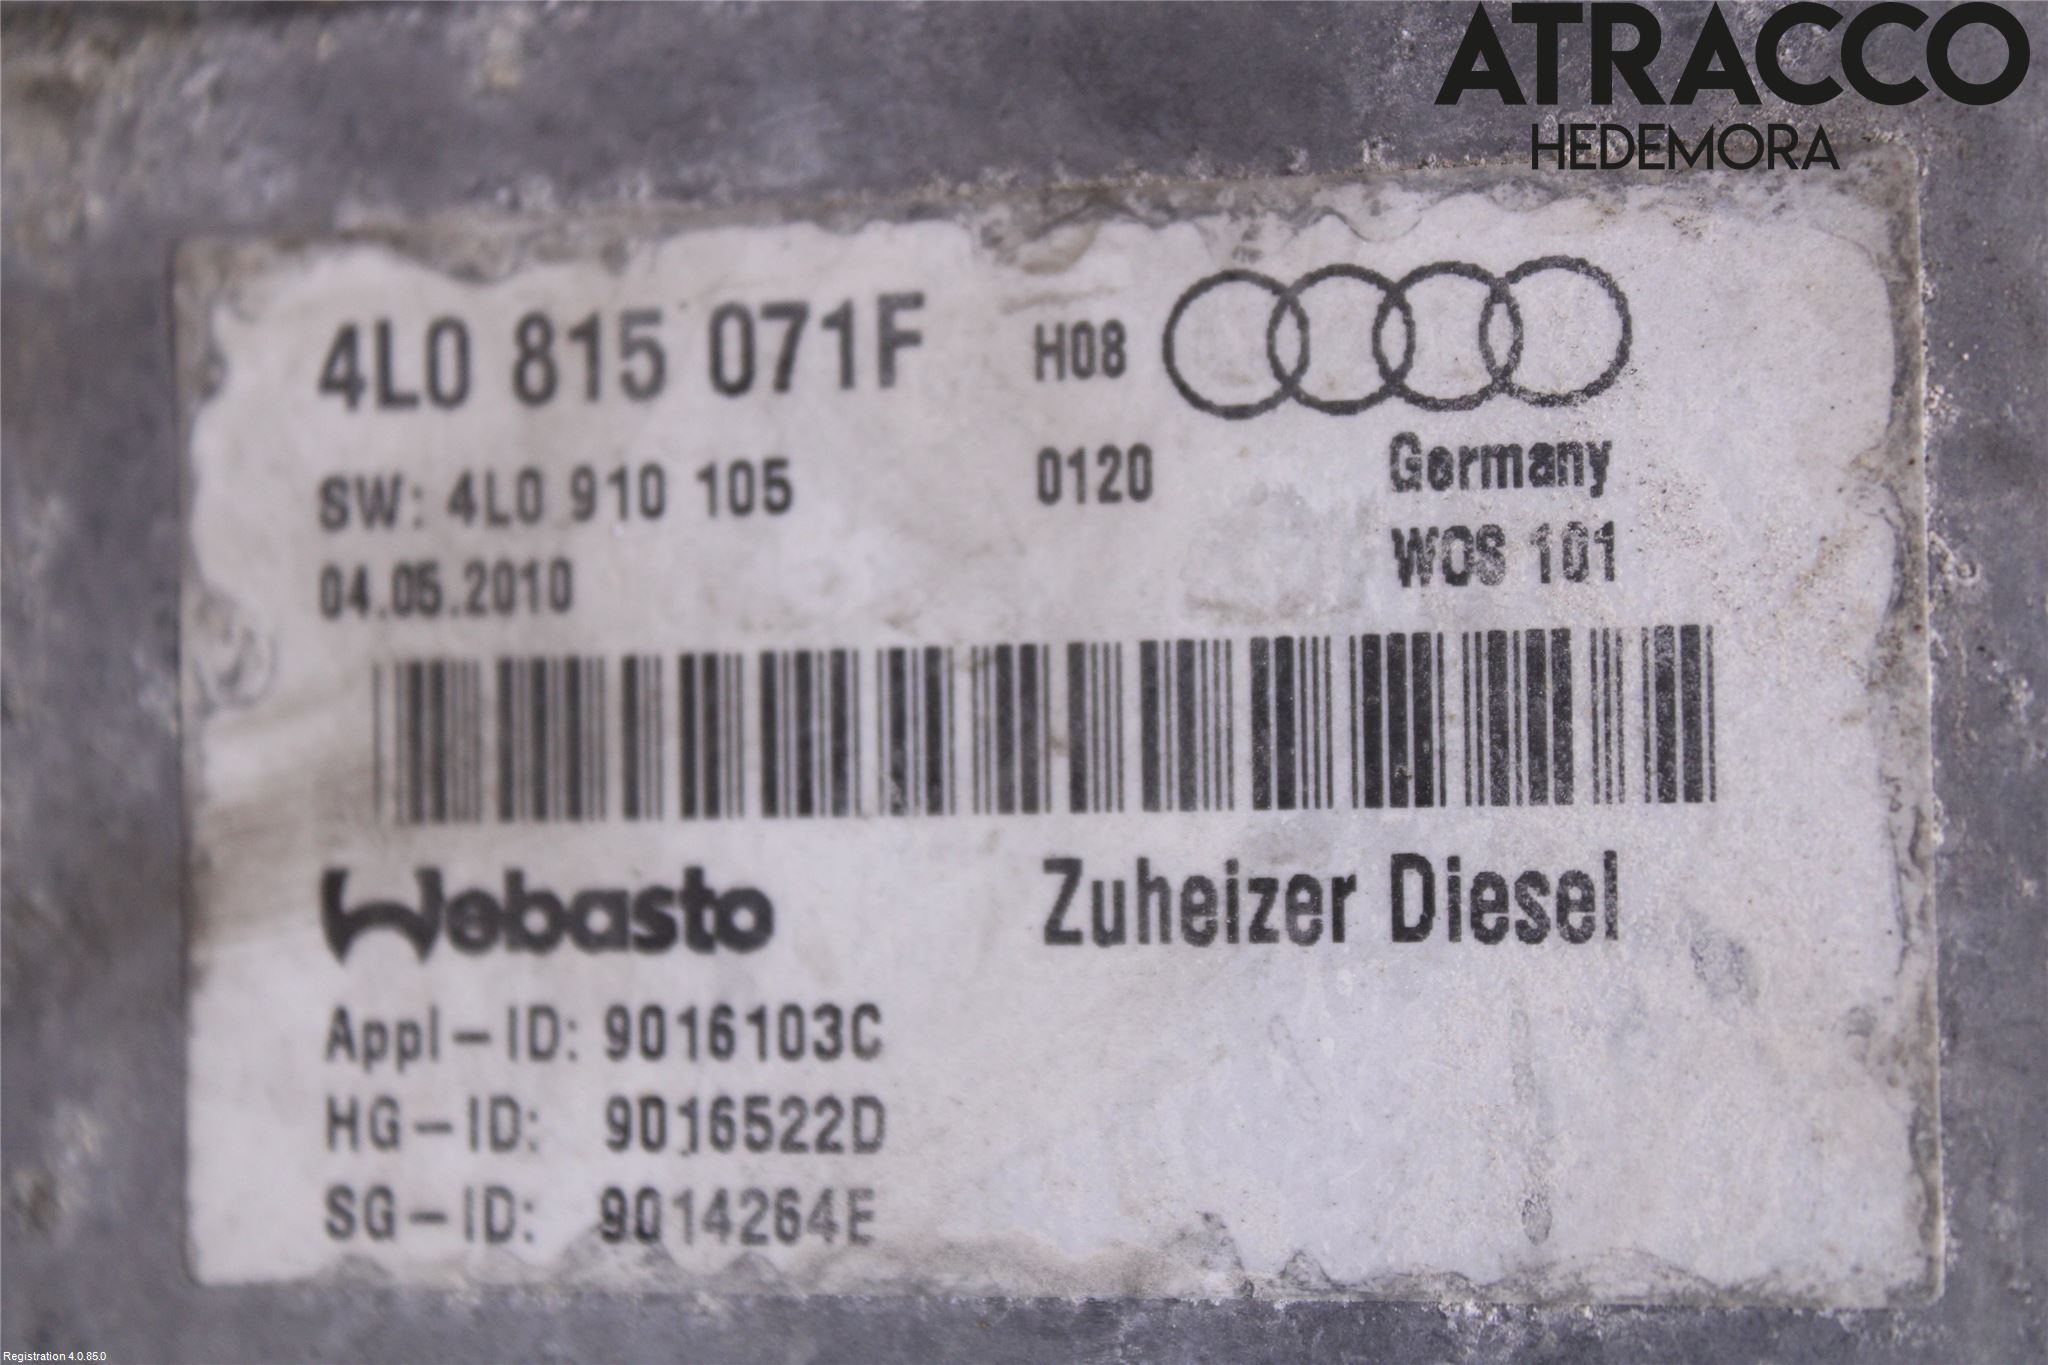 ATRACCO
HEDEMORA
4L0 815 071F H08
SW: 4L0 910 105 0120 Germany
04.05.2010 WOS 101
Webasto Zuheizer Diesel
Appl-ID: 9016103C
HG-ID: 9016522D
SG-ID: 9014264E
Registration 4.0.85.0